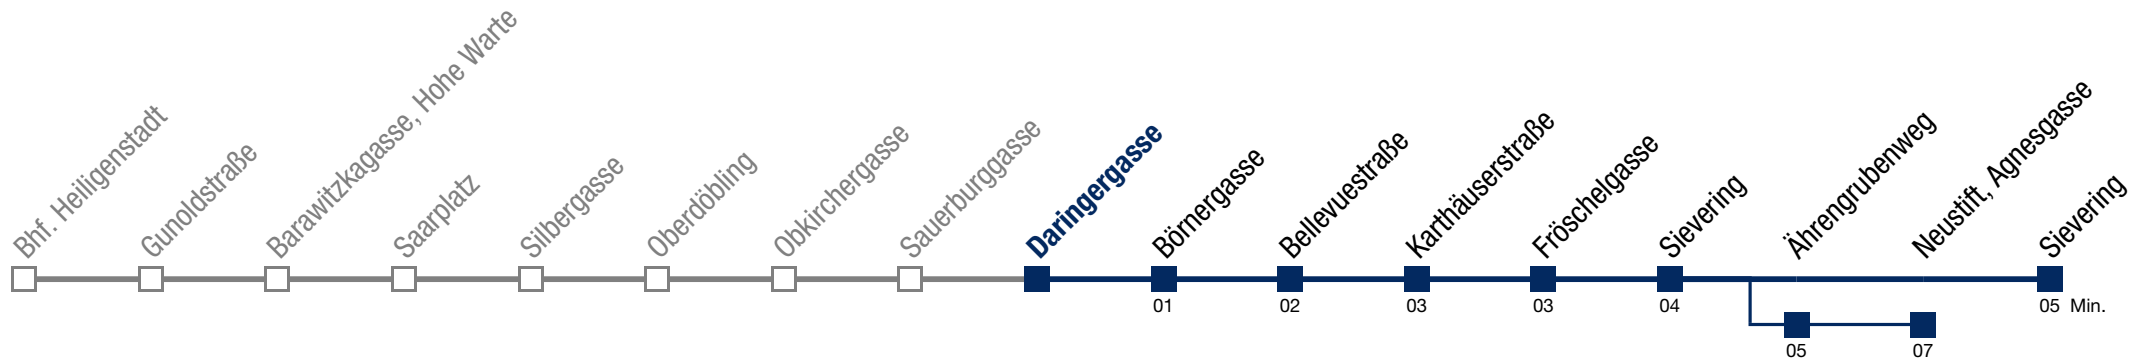 Bhf. Heiligenstadt
Gunoldstraße
Barawitzkagasse, Hohe Warte
Saarplatz
Silbergasse
Oberdöbling
Obkirchergasse
Sauerburggasse
Daringergasse
Börnergasse
Bellevuestraße
Karthäuserstraße
Fröschelgasse
Sievering
Ährengrubenweg
Neustift, Agnesgasse
Sievering
01
02
03
03
04
05 Min.
05
07